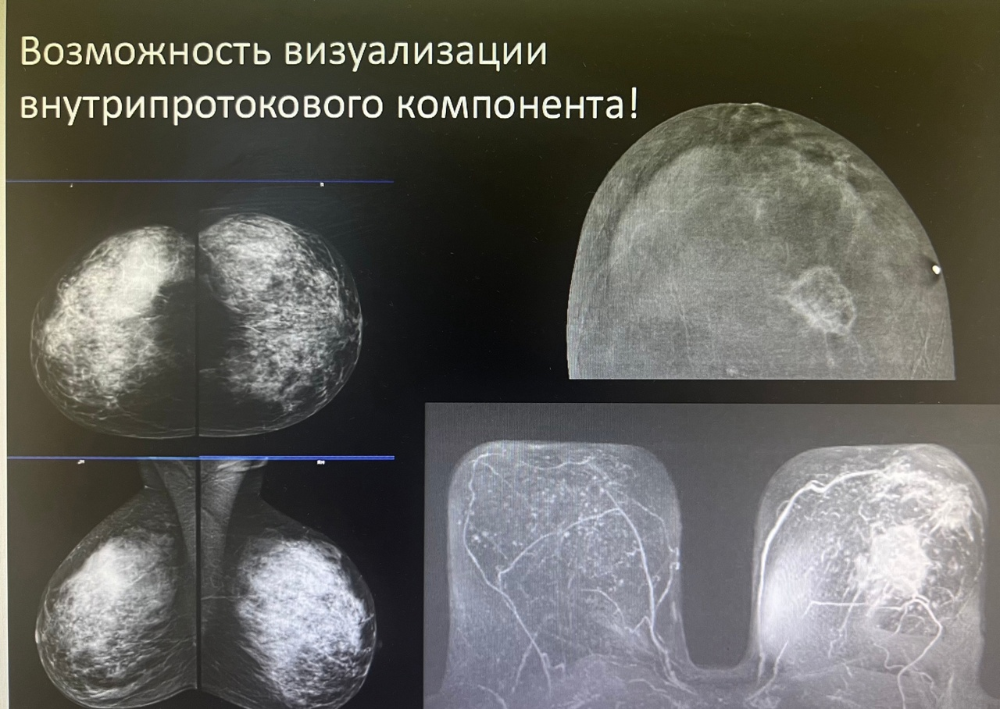 Возможность визуализации
внутрипротокового компонента!